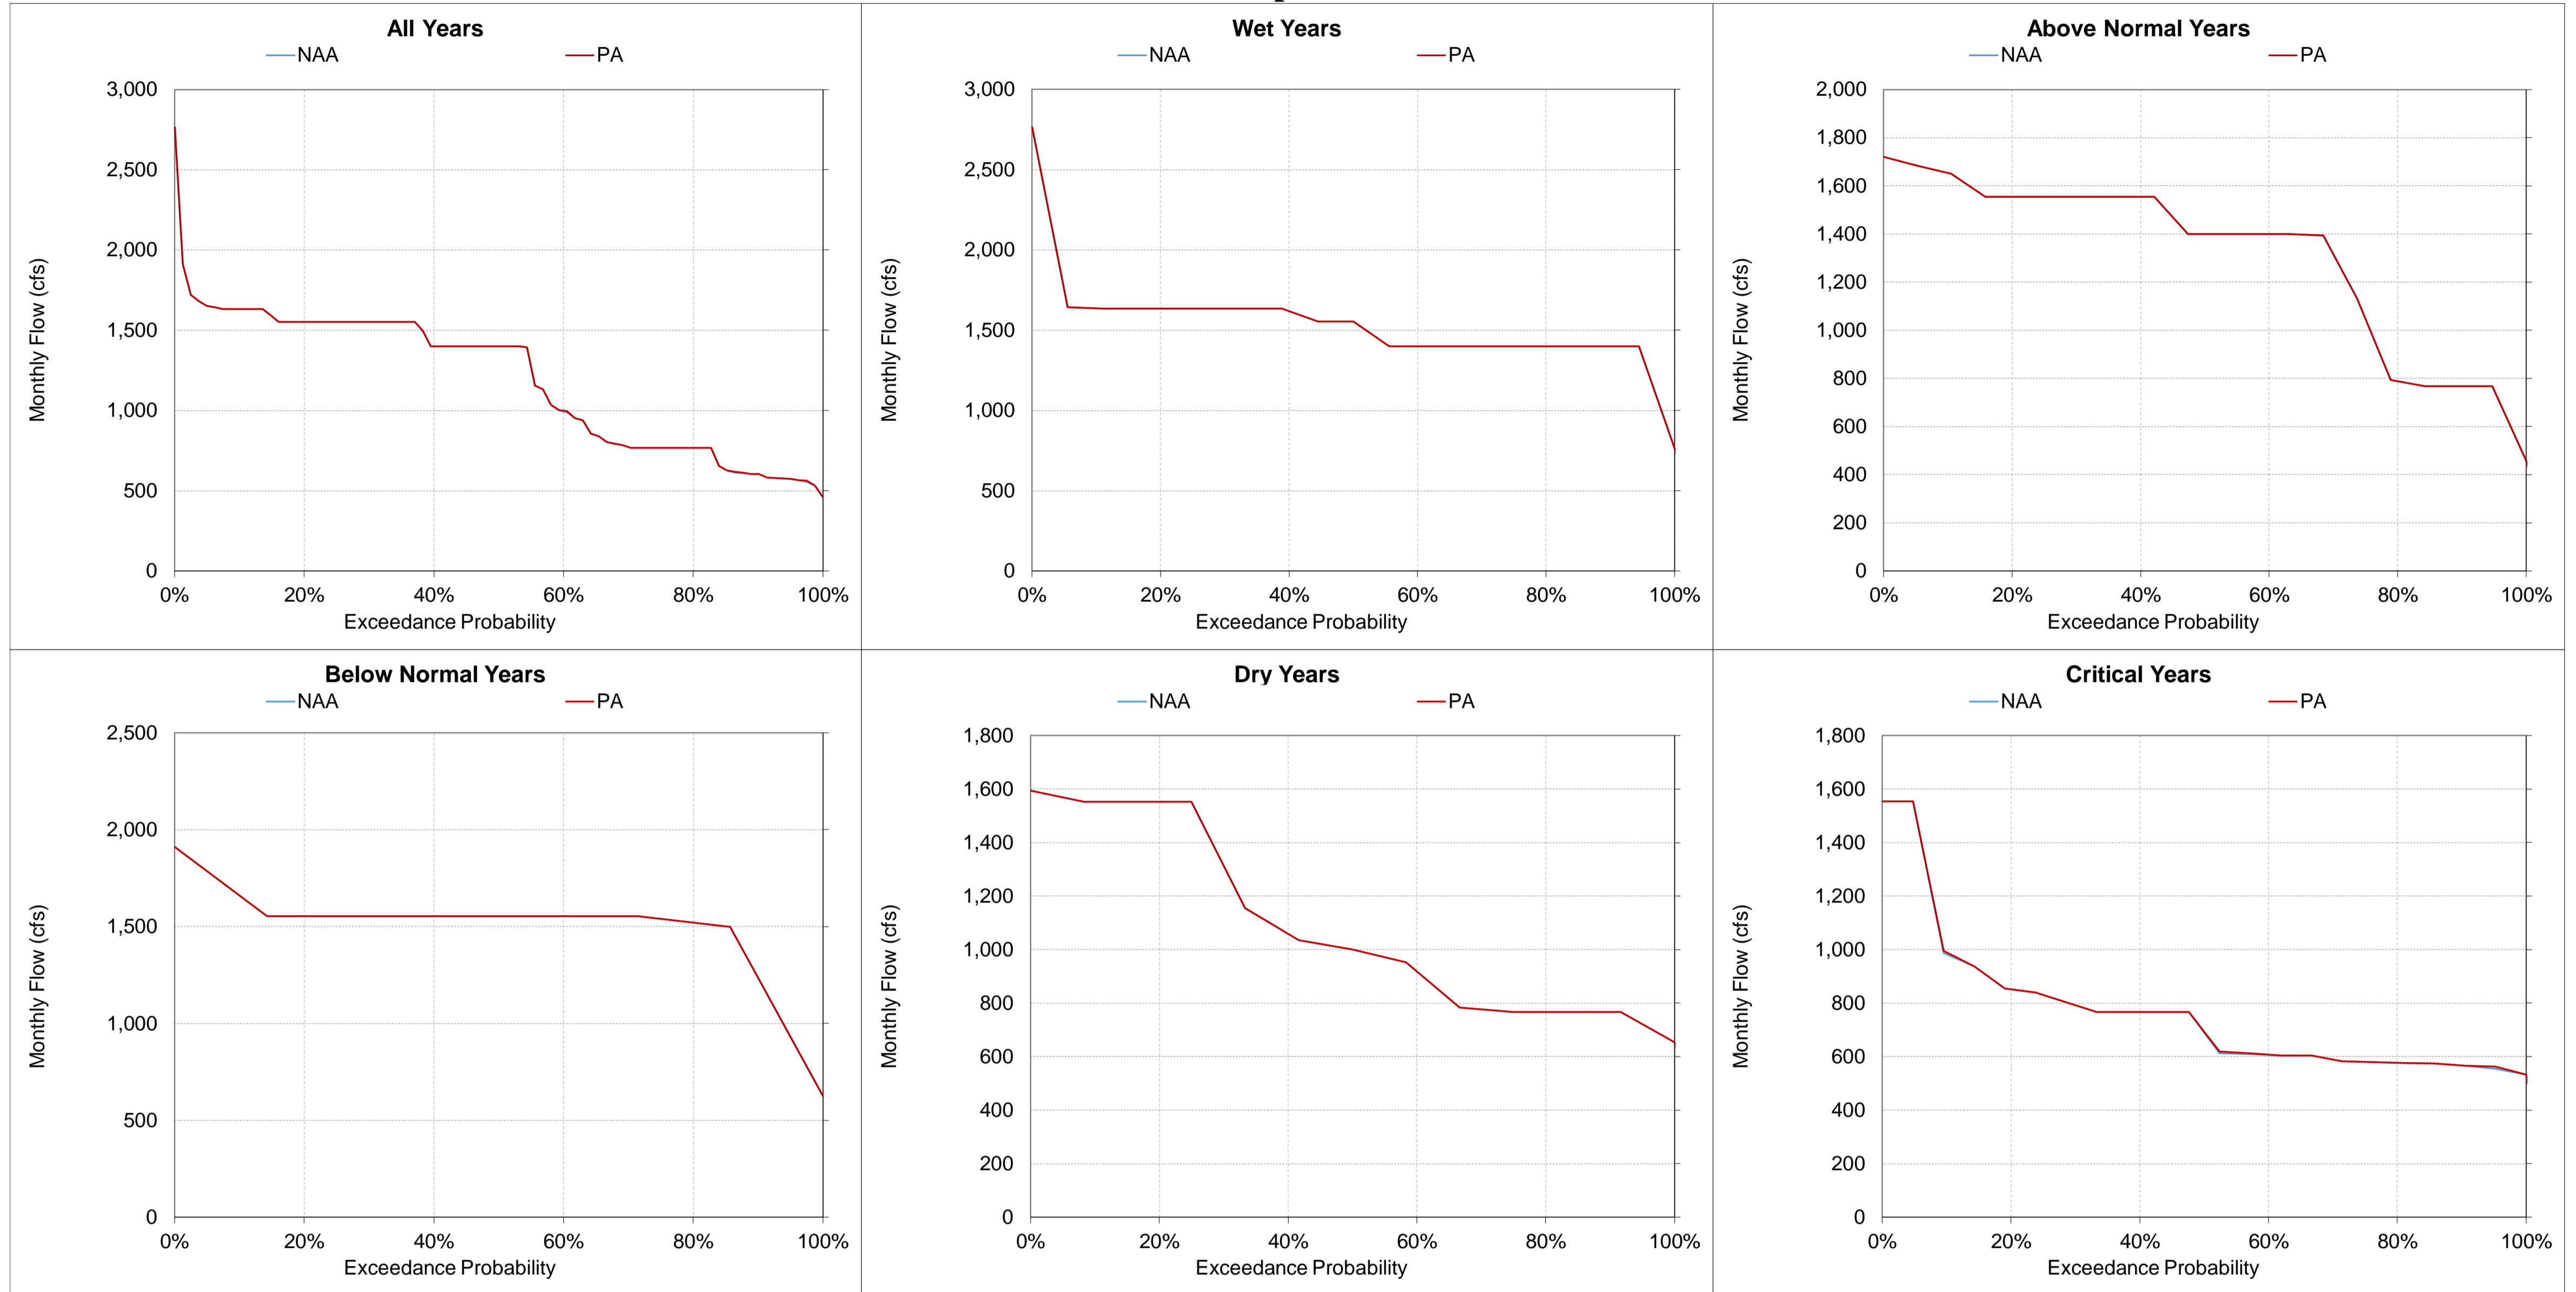 All Years
NAA PA
3,000
2,500
2,000
1,500
1,000
500
0
0% 20% 40% 60% 80% 100%
Monthly Flow (cfs)
Exceedance Probability
Wet Years
NAA PA
3,000
2,500
2,000
1,500
1,000
500
0
0% 20% 40% 60% 80% 100%
Monthly Flow (cfs)
Exceedance Probability
Above Normal Years
NAA PA
2,000
1,800
1,600
1,400
1,200
1,000
800
600
400
200
0
0% 20% 40% 60% 80% 100%
Monthly Flow (cfs)
Exceedance Probability
Below Normal Years
NAA PA
2,500
2,000
1,500
1,000
500
0
0% 20% 40% 60% 80% 100%
Monthly Flow (cfs)
Exceedance Probability
Dry Years
NAA PA
1,800
1,600
1,400
1,200
1,000
800
600
400
200
0
0% 20% 40% 60% 80% 100%
Monthly Flow (cfs)
Exceedance Probability
Critical Years
NAA PA
1,800
1,600
1,400
1,200
1,000
800
600
400
200
0
0% 20% 40% 60% 80% 100%
Monthly Flow (cfs)
Exceedance Probability